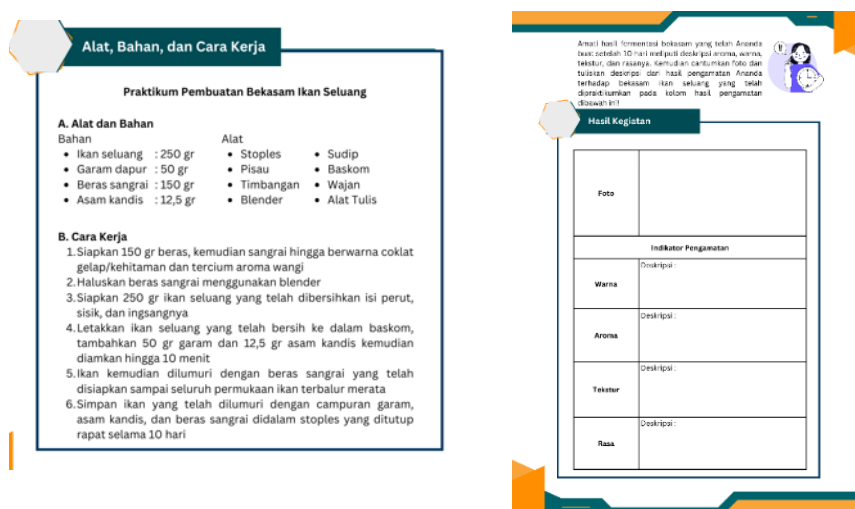 Alat, Bahan, dan Cara Kerja
Praktikum Pembuatan Bekasam Ikan Seluang
A. Alat dan Bahan
Bahan
• Ikan seluang : 250 gr
• Garam dapur : 50 gr
• Beras sangrai : 150 gr
• Asam kandis : 12,5 gr
Alat
• Stoples
• Pisau
• Timbangan
• Blender
• Sudip
• Baskom
• Wajan
• Alat Tulis
B. Cara Kerja
1. Siapkan 150 gr beras, kemudian sangrai hingga berwarna coklat
gelap/kehitaman dan tercium aroma wangi
2. Haluskan beras sangrai menggunakan blender
3. Siapkan 250 gr ikan seluang yang telah dibersihkan isi perut,
sisik, dan ingsangnya
4. Letakkan ikan seluang yang telah bersih ke dalam baskom,
tambahkan 50 gr garam dan 12,5 gr asam kandis kemudian
diamkan hingga 10 menit
5. Ikan kemudian dilumuri dengan beras sangrai yang telah
disiapkan sampai seluruh permukaan ikan terbalur merata
6. Simpan ikan yang telah dilumuri dengan campuran garam,
asam kandis, dan beras sangrai didalam stoples yang ditutup
rapat selama 10 hari
Amati hasil fermentasi bekasam yang telah Ananda
buat setelah 10 hari meliputi deskripsi aroma, warna,
tekstur, dan rasanya. Kemudian cantumkan foto dan
tuliskan deskripsi dari hasil pengamatan Ananda
terhadap bekasam ikan seluang yang telah
dipraktikumkan pada kolom hasil pengamatan
dibawah ini!
Hasil Kegiatan
Foto
Indikator Pengamatan
Warna
Deskripsi :
Aroma
Deskripsi :
Tekstur
Deskripsi :
Rasa
Deskripsi :